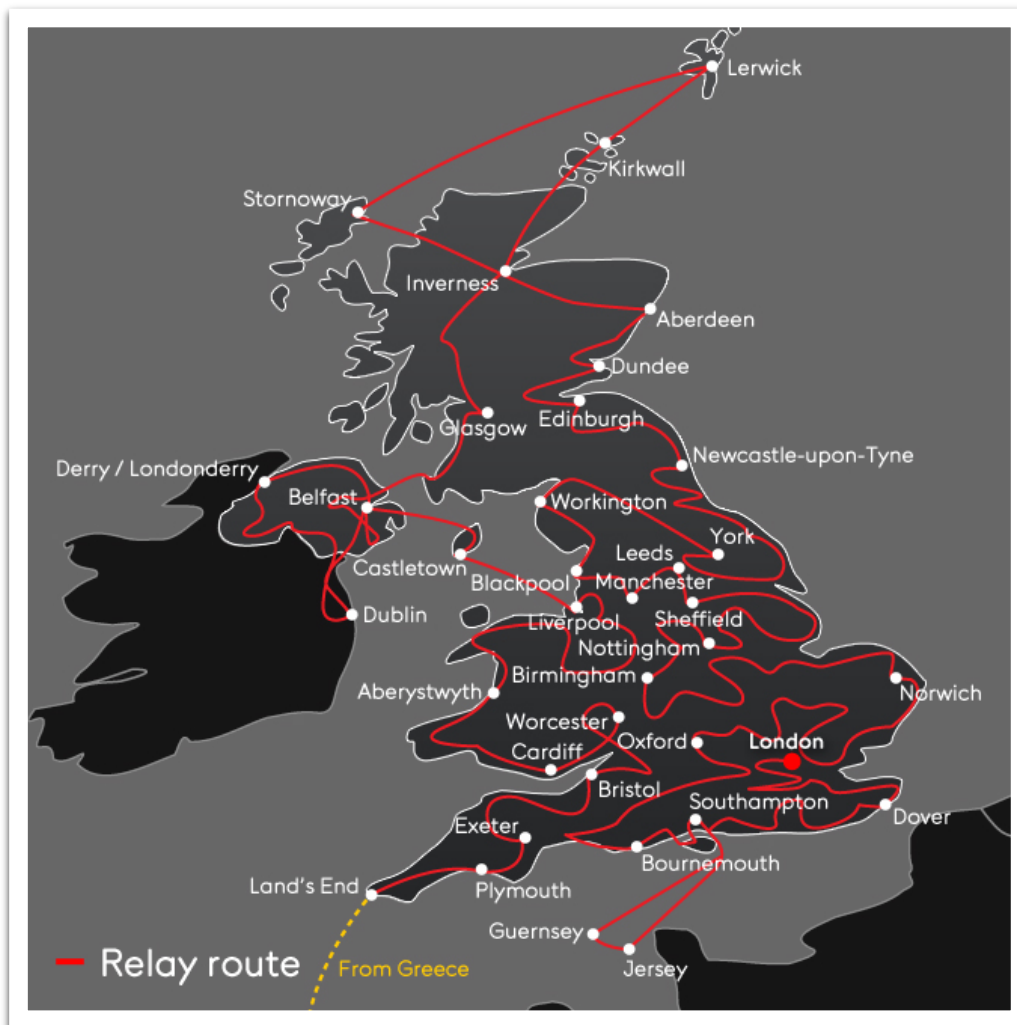 Lerwick
Kirkwall
Stornoway
Inverness
Aberdeen
Dundee
Edinburgh
Glasgow
Newcastle-upon-Tyne
Derry / Londonderry
Belfast
Workington
York
Leeds
Castletown
Blackpool
Manchester
Dublin
Liverpool
Sheffield
Nottingham
Birmingham
Aberystwyth
Norwich
Worcester
Oxford
London
Cardiff
Bristol
Southampton
Dover
Exeter
Bournemouth
Land's End
Plymouth
Guernsey
Jersey
Relay route
From Greece